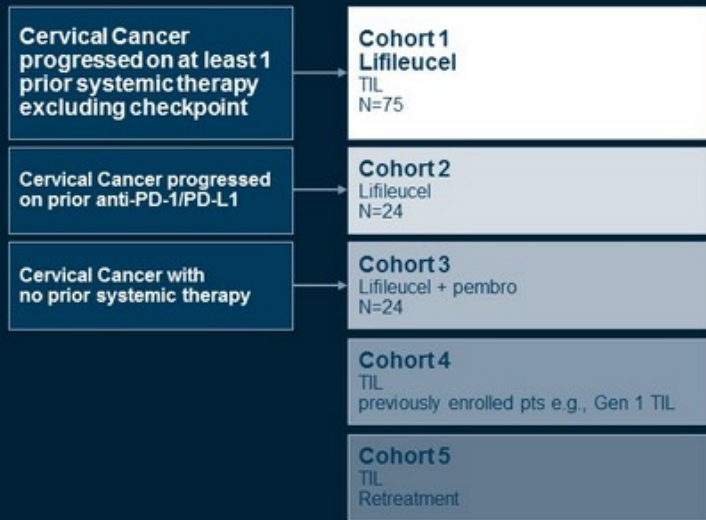 Cervical Cancer
progressed on at least 1
prior systemic therapy
excluding checkpoint
Cohort 1
Lifileucel
TIL
N=75
Cervical Cancer progressed
on prior anti-PD-1/PD-L1
Cohort 2
Lifileucel
N=24
Cervical Cancer with
no prior systemic therapy
Cohort 3
Lifileucel + pembro
N=24
Cohort 4
TIL
previously enrolled pts e.g., Gen 1 TIL
Cohort 5
TIL
Retreatment